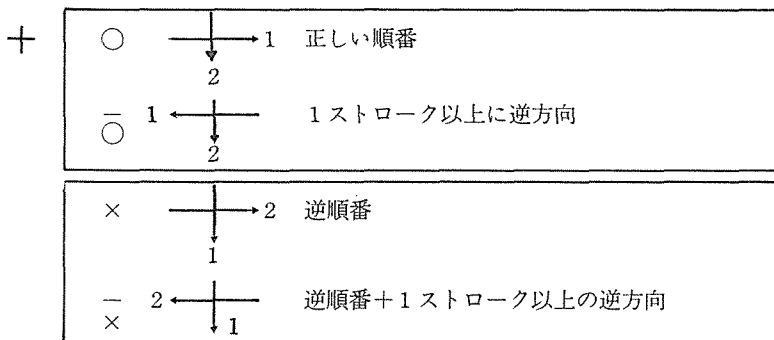 +
○ 1 正しい順番
2
― ○ 1 1ストローク以上に逆方向
2
× 2 逆順番
1
― × 2 逆順番+1ストローク以上の逆方向
1